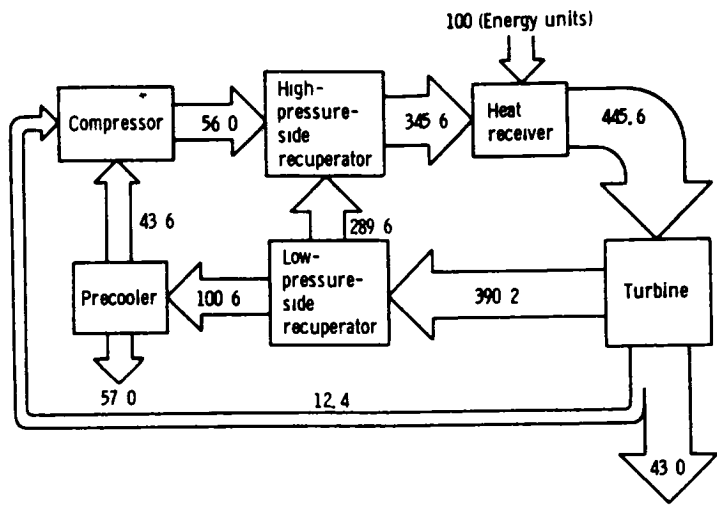 100 (Energy units)
Compressor
56 0
High-
pressure-
side
recuperator
345 6
Heat
receiver
445.6
43 6
289 6
Precooler
100 6
Low-
pressure-
side
recuperator
390 2
Turbine
57 0
12.4
43 0